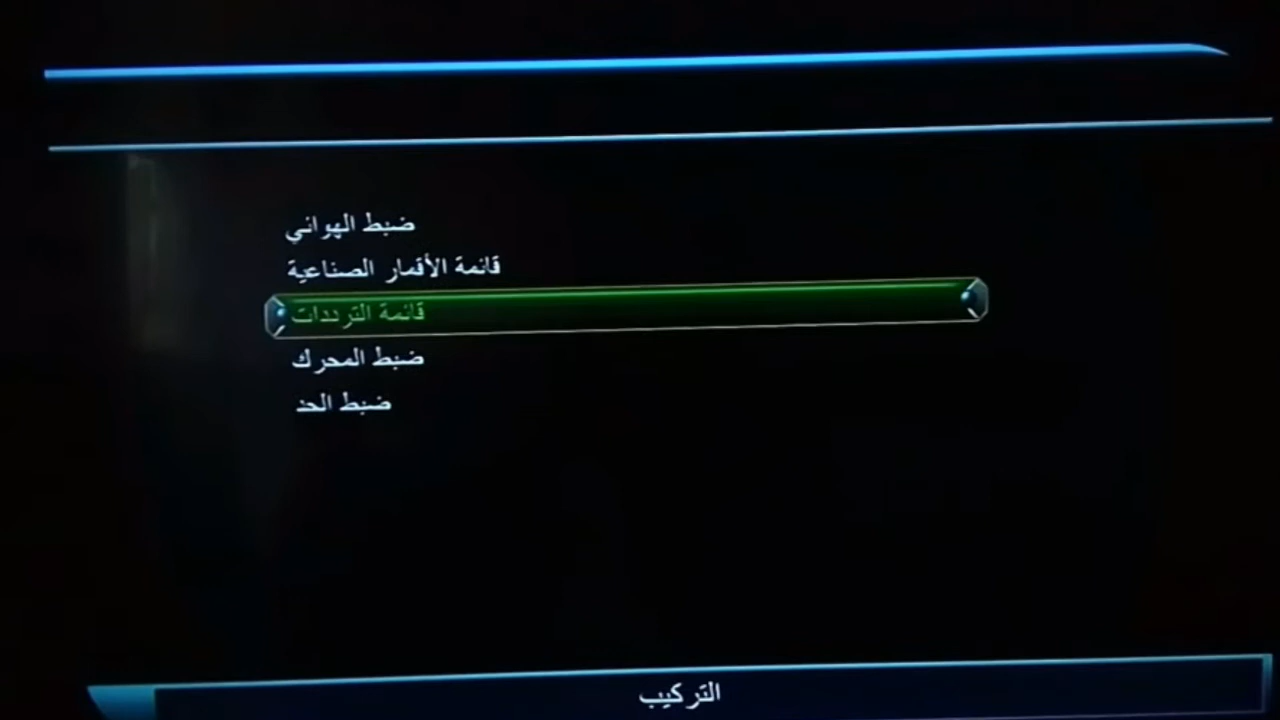 ضبط الهوائي
قائمة الأقمار الصناعية
قائمة الترددات
ضبط المحرك
ضبط الحد
التركيب